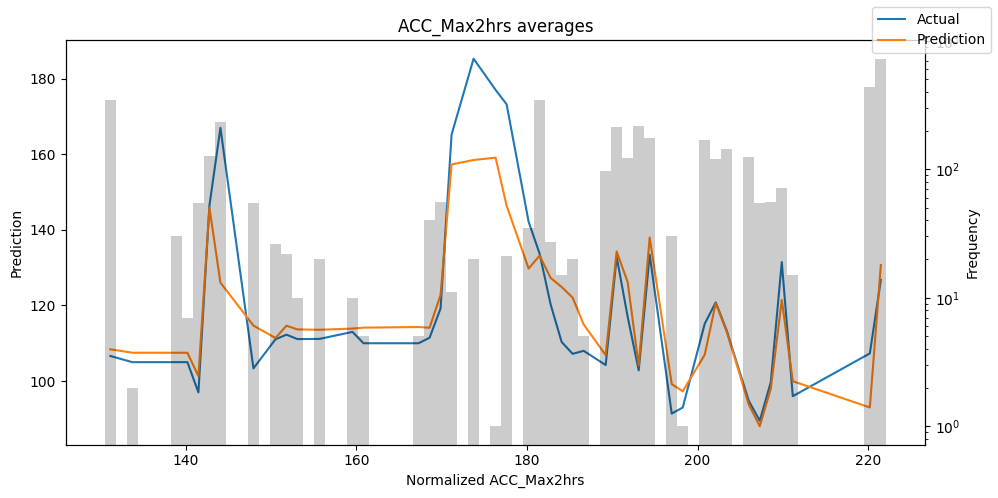 ACC_Max2hrs averages
Actual
Prediction
Prediction
180
160
140
120
100
140
160
180
200
220
Normalized ACC_Max2hrs
10³
10²
10¹
10⁰
Frequency